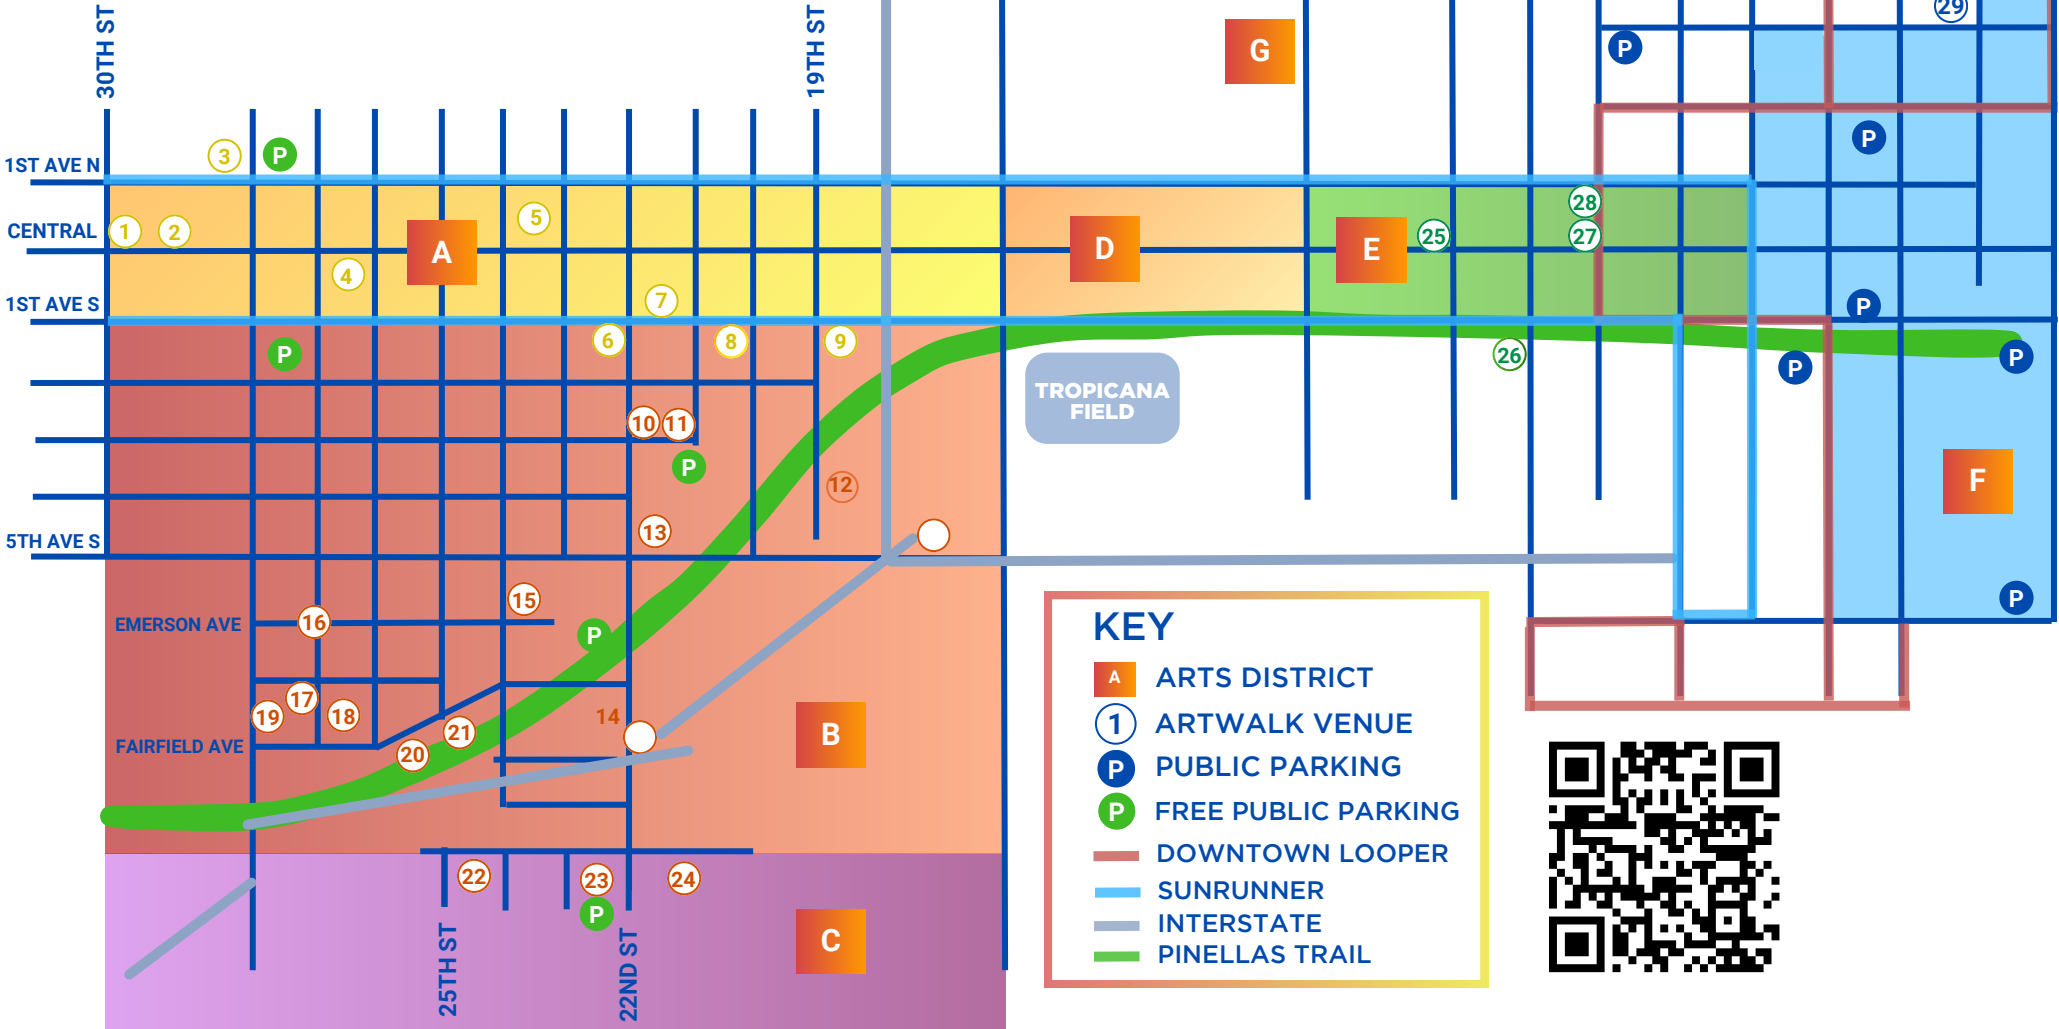 30TH ST
19TH ST
G
P
29
3
P
P
1ST AVE N
28
CENTRAL
1
2
A
5
D
E
25
27
4
1ST AVE S
7
P
P
6
8
9
26
P
P
TROPICANA
FIELD
10
11
P
12
F
13
5TH AVE S
15
P
EMERSON AVE
16
P
19
17
18
14
21
B
FAIRFIELD AVE
20
22
23
24
P
C
25TH ST
22ND ST
KEY
A ARTS DISTRICT
1 ARTWALK VENUE
P PUBLIC PARKING
P FREE PUBLIC PARKING
DOWNTOWN LOOPER
SUNRUNNER
INTERSTATE
PINELLAS TRAIL